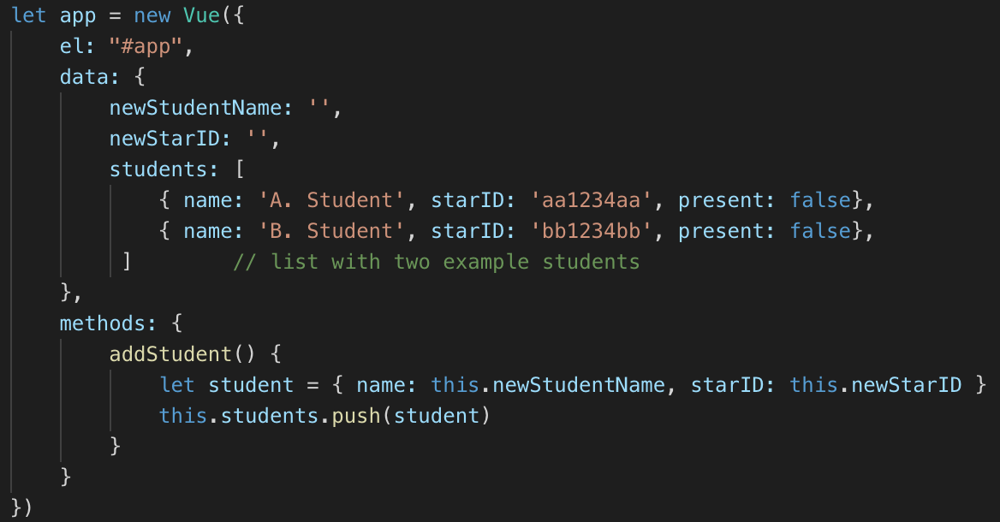 let app = new Vue({
    el: "#app",
    data: {
        newStudentName: '',
        newStarID: '',
        students: [
            { name: 'A. Student', starID: 'aa1234aa', present: false},
            { name: 'B. Student', starID: 'bb1234bb', present: false},
         ]        // list with two example students
    },
    methods: {
        addStudent() {
            let student = { name: this.newStudentName, starID: this.newStarID }
            this.students.push(student)
        }
    }
})